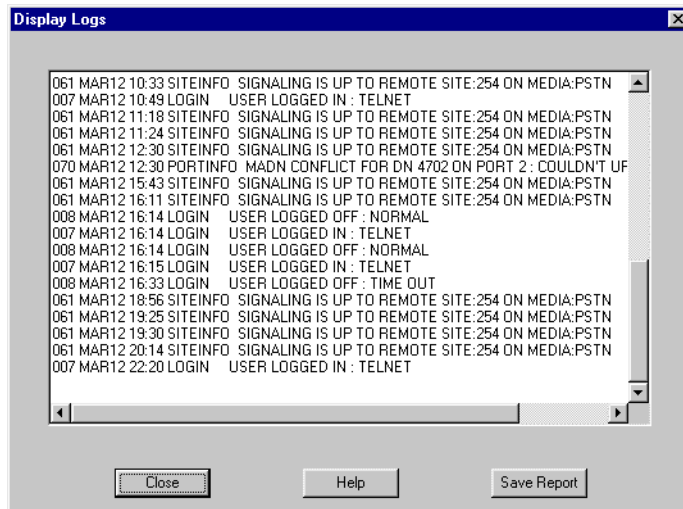 Display Logs
061 MAR12 10:33 SITEINFO SIGNALING IS UP TO REMOTE SITE:254 ON MEDIA:PSTN
007 MAR12 10:49 LOGIN USER LOGGED IN : TELNET
061 MAR12 11:18 SITEINFO SIGNALING IS UP TO REMOTE SITE:254 ON MEDIA:PSTN
061 MAR12 11:24 SITEINFO SIGNALING IS UP TO REMOTE SITE:254 ON MEDIA:PSTN
061 MAR12 12:30 SITEINFO SIGNALING IS UP TO REMOTE SITE:254 ON MEDIA:PSTN
070 MAR12 12:30 PORTINFO MADN CONFLICT FOR DN 4702 ON PORT 2 : COULDN'T UP
061 MAR12 15:43 SITEINFO SIGNALING IS UP TO REMOTE SITE:254 ON MEDIA:PSTN
061 MAR12 16:11 SITEINFO SIGNALING IS UP TO REMOTE SITE:254 ON MEDIA:PSTN
008 MAR12 16:14 LOGIN USER LOGGED OFF : NORMAL
007 MAR12 16:14 LOGIN USER LOGGED IN : TELNET
008 MAR12 16:14 LOGIN USER LOGGED OFF : NORMAL
007 MAR12 16:15 LOGIN USER LOGGED IN : TELNET
008 MAR12 16:33 LOGIN USER LOGGED OFF : TIME OUT
061 MAR12 18:56 SITEINFO SIGNALING IS UP TO REMOTE SITE:254 ON MEDIA:PSTN
061 MAR12 19:25 SITEINFO SIGNALING IS UP TO REMOTE SITE:254 ON MEDIA:PSTN
061 MAR12 19:30 SITEINFO SIGNALING IS UP TO REMOTE SITE:254 ON MEDIA:PSTN
061 MAR12 20:14 SITEINFO SIGNALING IS UP TO REMOTE SITE:254 ON MEDIA:PSTN
007 MAR12 22:20 LOGIN USER LOGGED IN : TELNET
Close Help Save Report